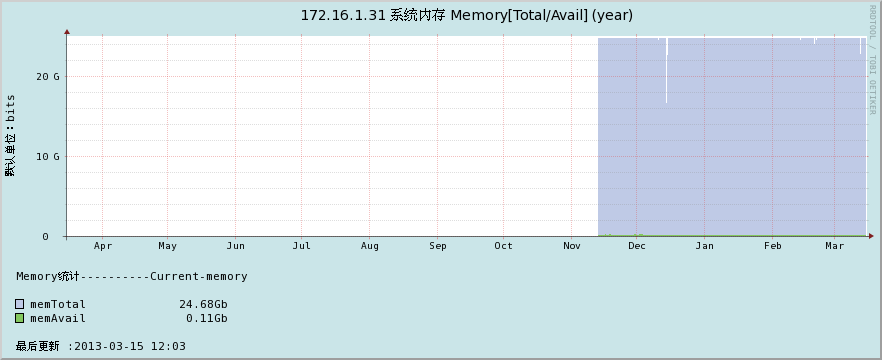 172.16.1.31 系统内存 Memory[Total/Avail] (year)
RRDTOOL / TOBI OETIKER
默认单位：bits
20 G
10 G
0
Apr May Jun Jul Aug Sep Oct Nov Dec Jan Feb Mar
Memory统计----------Current-memory
memTotal 24.68Gb
memAvail 0.11Gb
最后更新 :2013-03-15 12:03